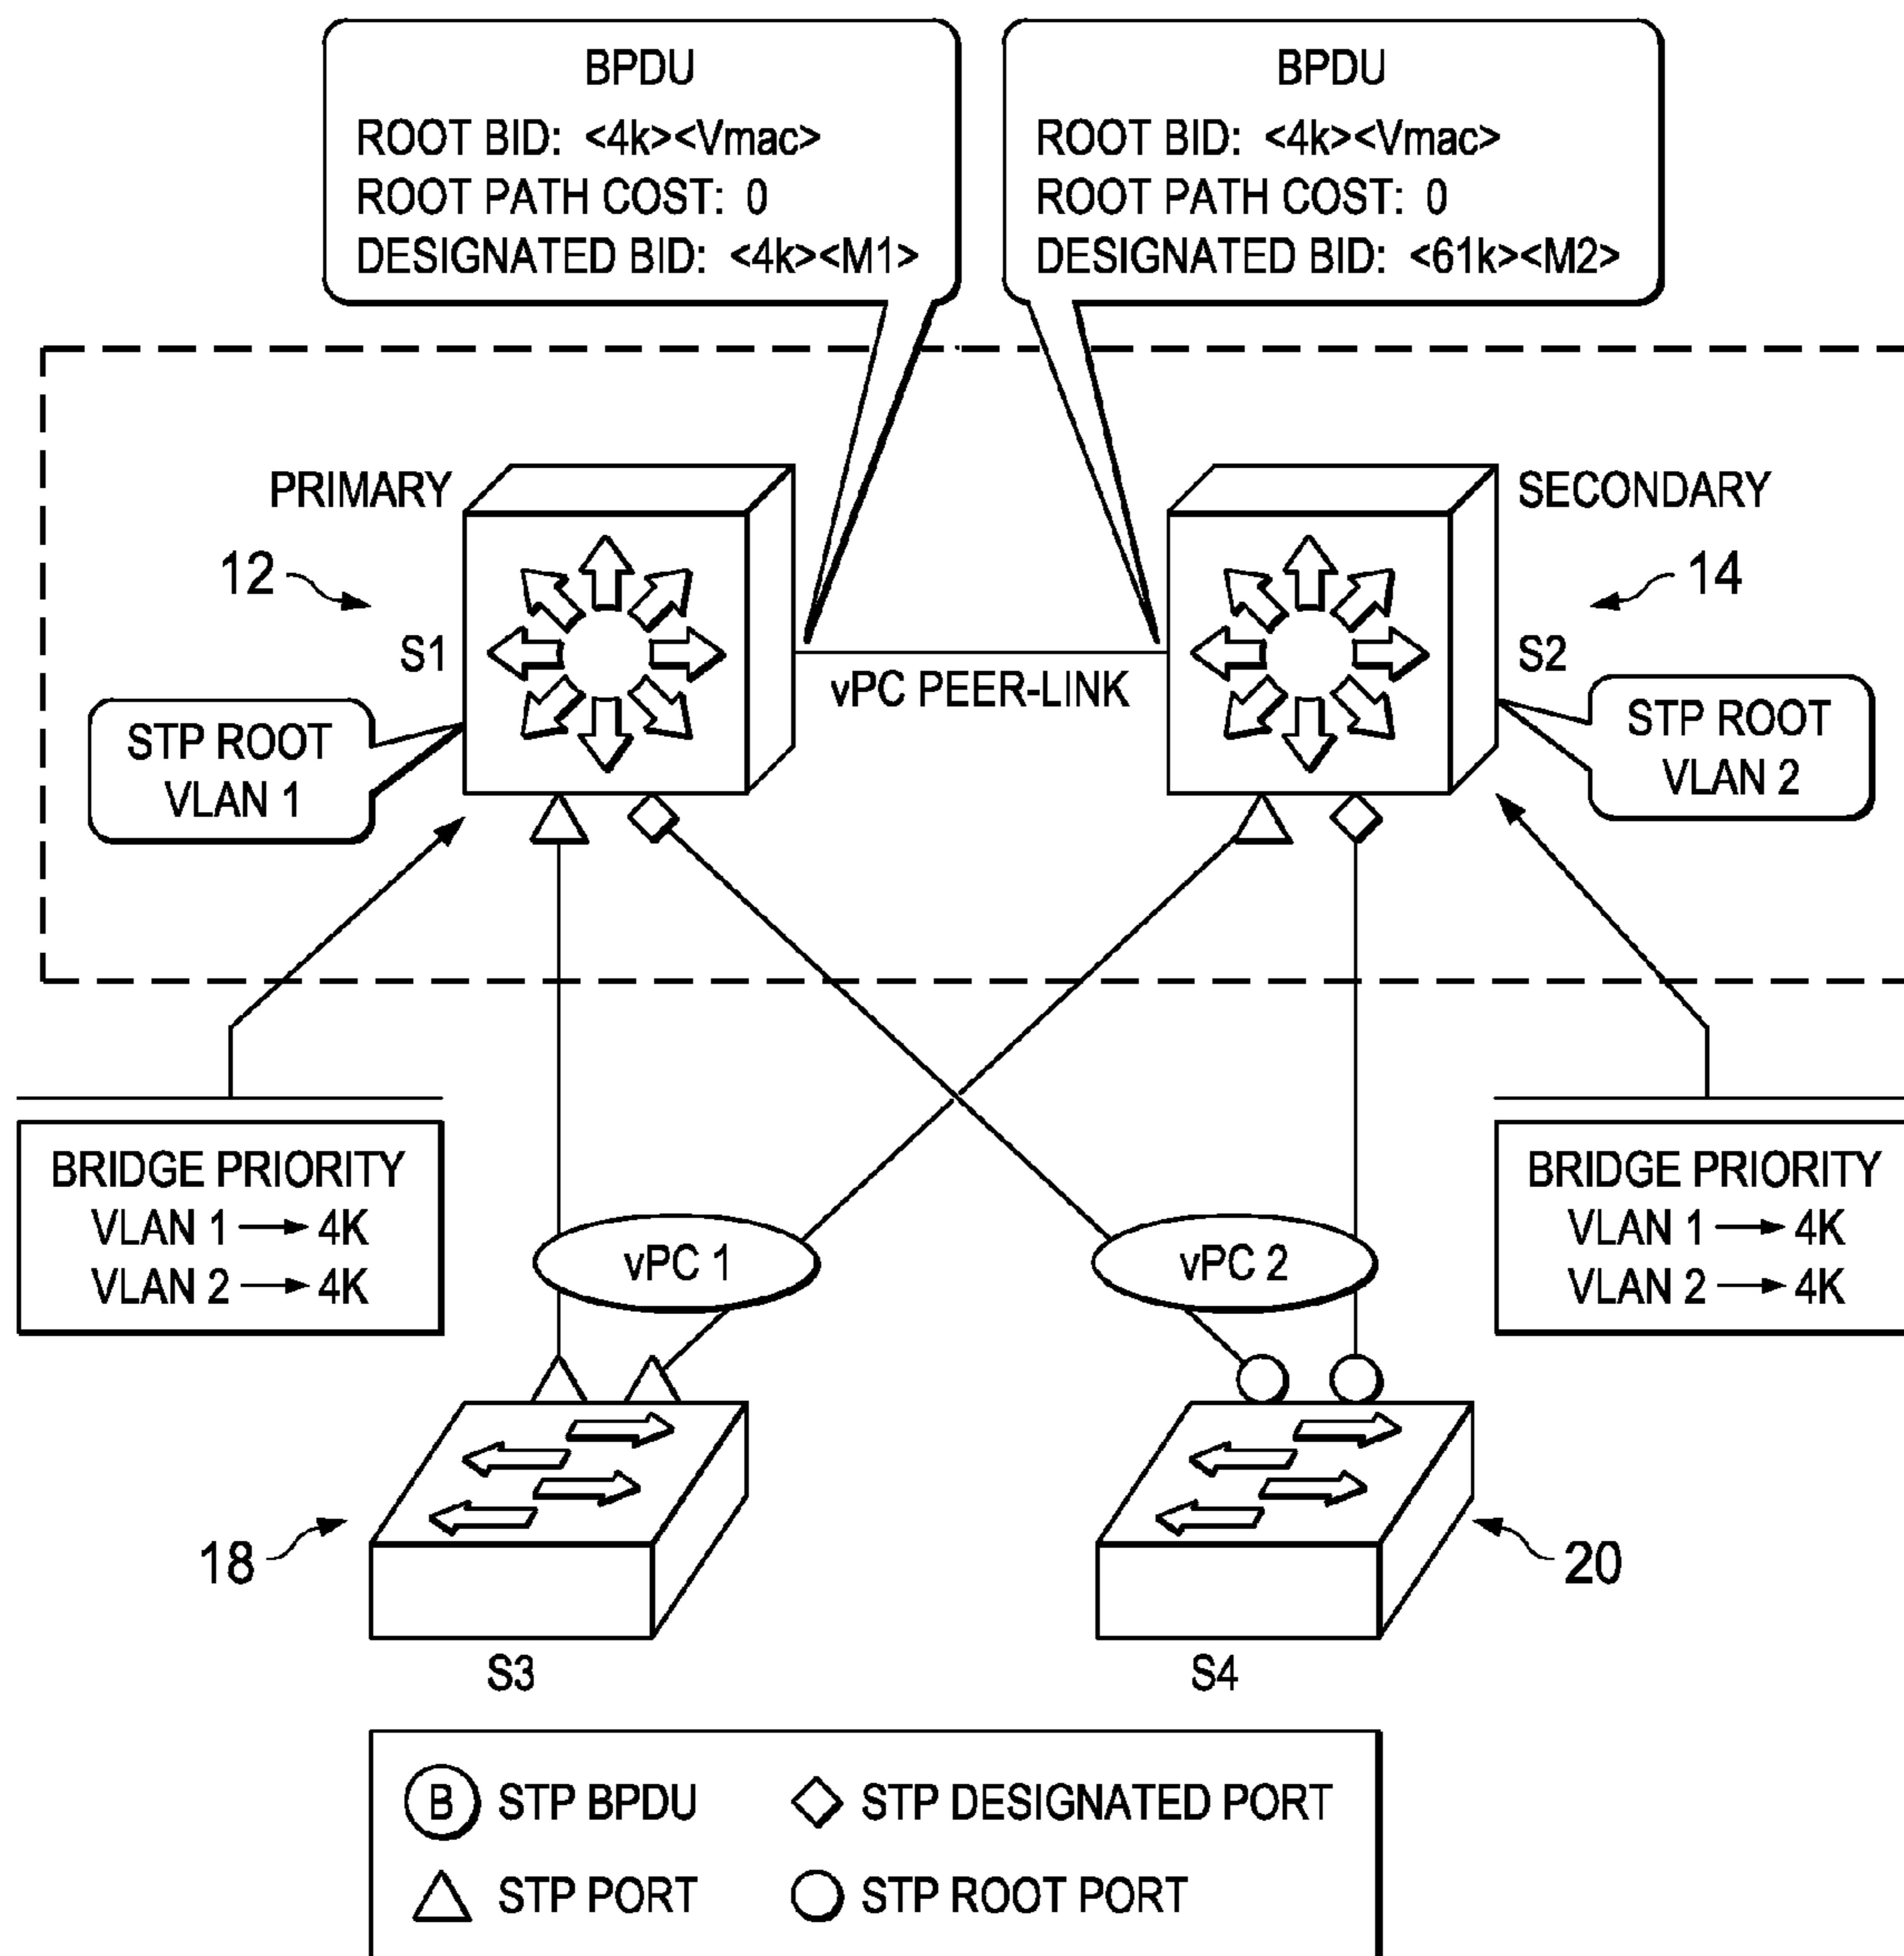 BPDU
ROOT BID: <4k><Vmac>
ROOT PATH COST: 0
DESIGNATED BID: <4k><M1>
BPDU
ROOT BID: <4k><Vmac>
ROOT PATH COST: 0
DESIGNATED BID: <61k><M2>
PRIMARY
SECONDARY
12
14
S1
S2
vPC PEER-LINK
STP ROOT
VLAN 1
STP ROOT
VLAN 2
BRIDGE PRIORITY
VLAN 1 → 4K
VLAN 2 → 4K
BRIDGE PRIORITY
VLAN 1 → 4K
VLAN 2 → 4K
vPC 1
vPC 2
18
20
S3
S4
B STP BPDU
STP DESIGNATED PORT
STP PORT
STP ROOT PORT